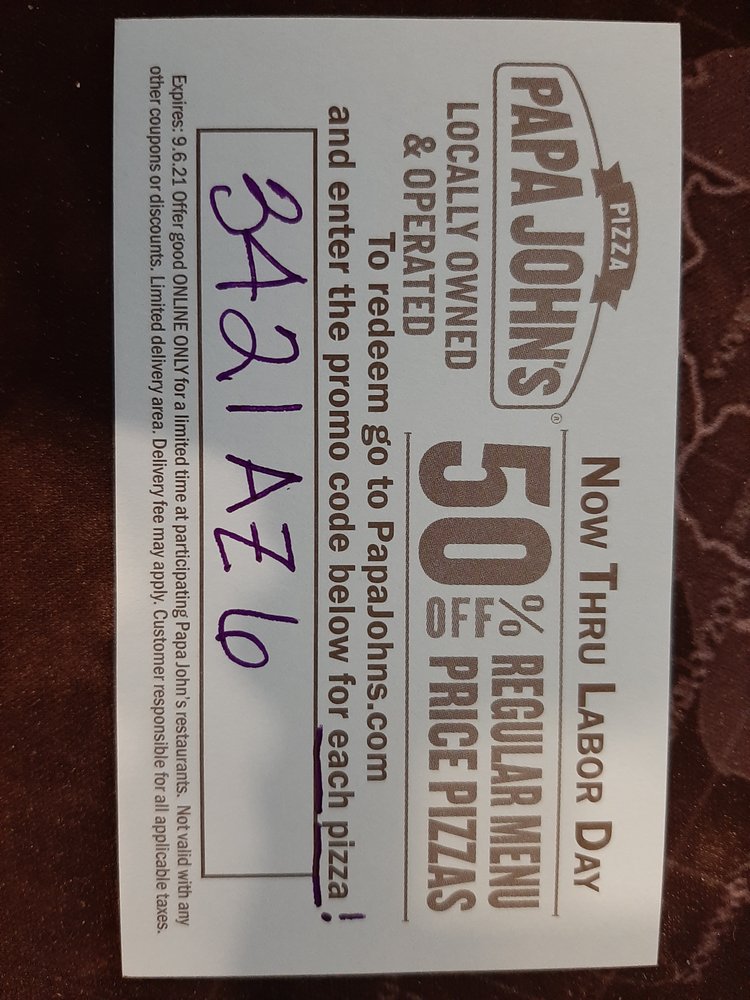 PIZZA
PAPA JOHN'S®
LOCALLY OWNED
& OPERATED
NOW THRU LABOR DAY
50% OFF REGULAR MENU
PRICE PIZZAS
To redeem go to PapaJohns.com
and enter the promo code below for each pizza!
3421AZ6
Expires: 9.6.21 Offer good ONLINE ONLY for a limited time at participating Papa John's restaurants. Not valid with any
other coupons or discounts. Limited delivery area. Delivery fee may apply. Customer responsible for all applicable taxes.